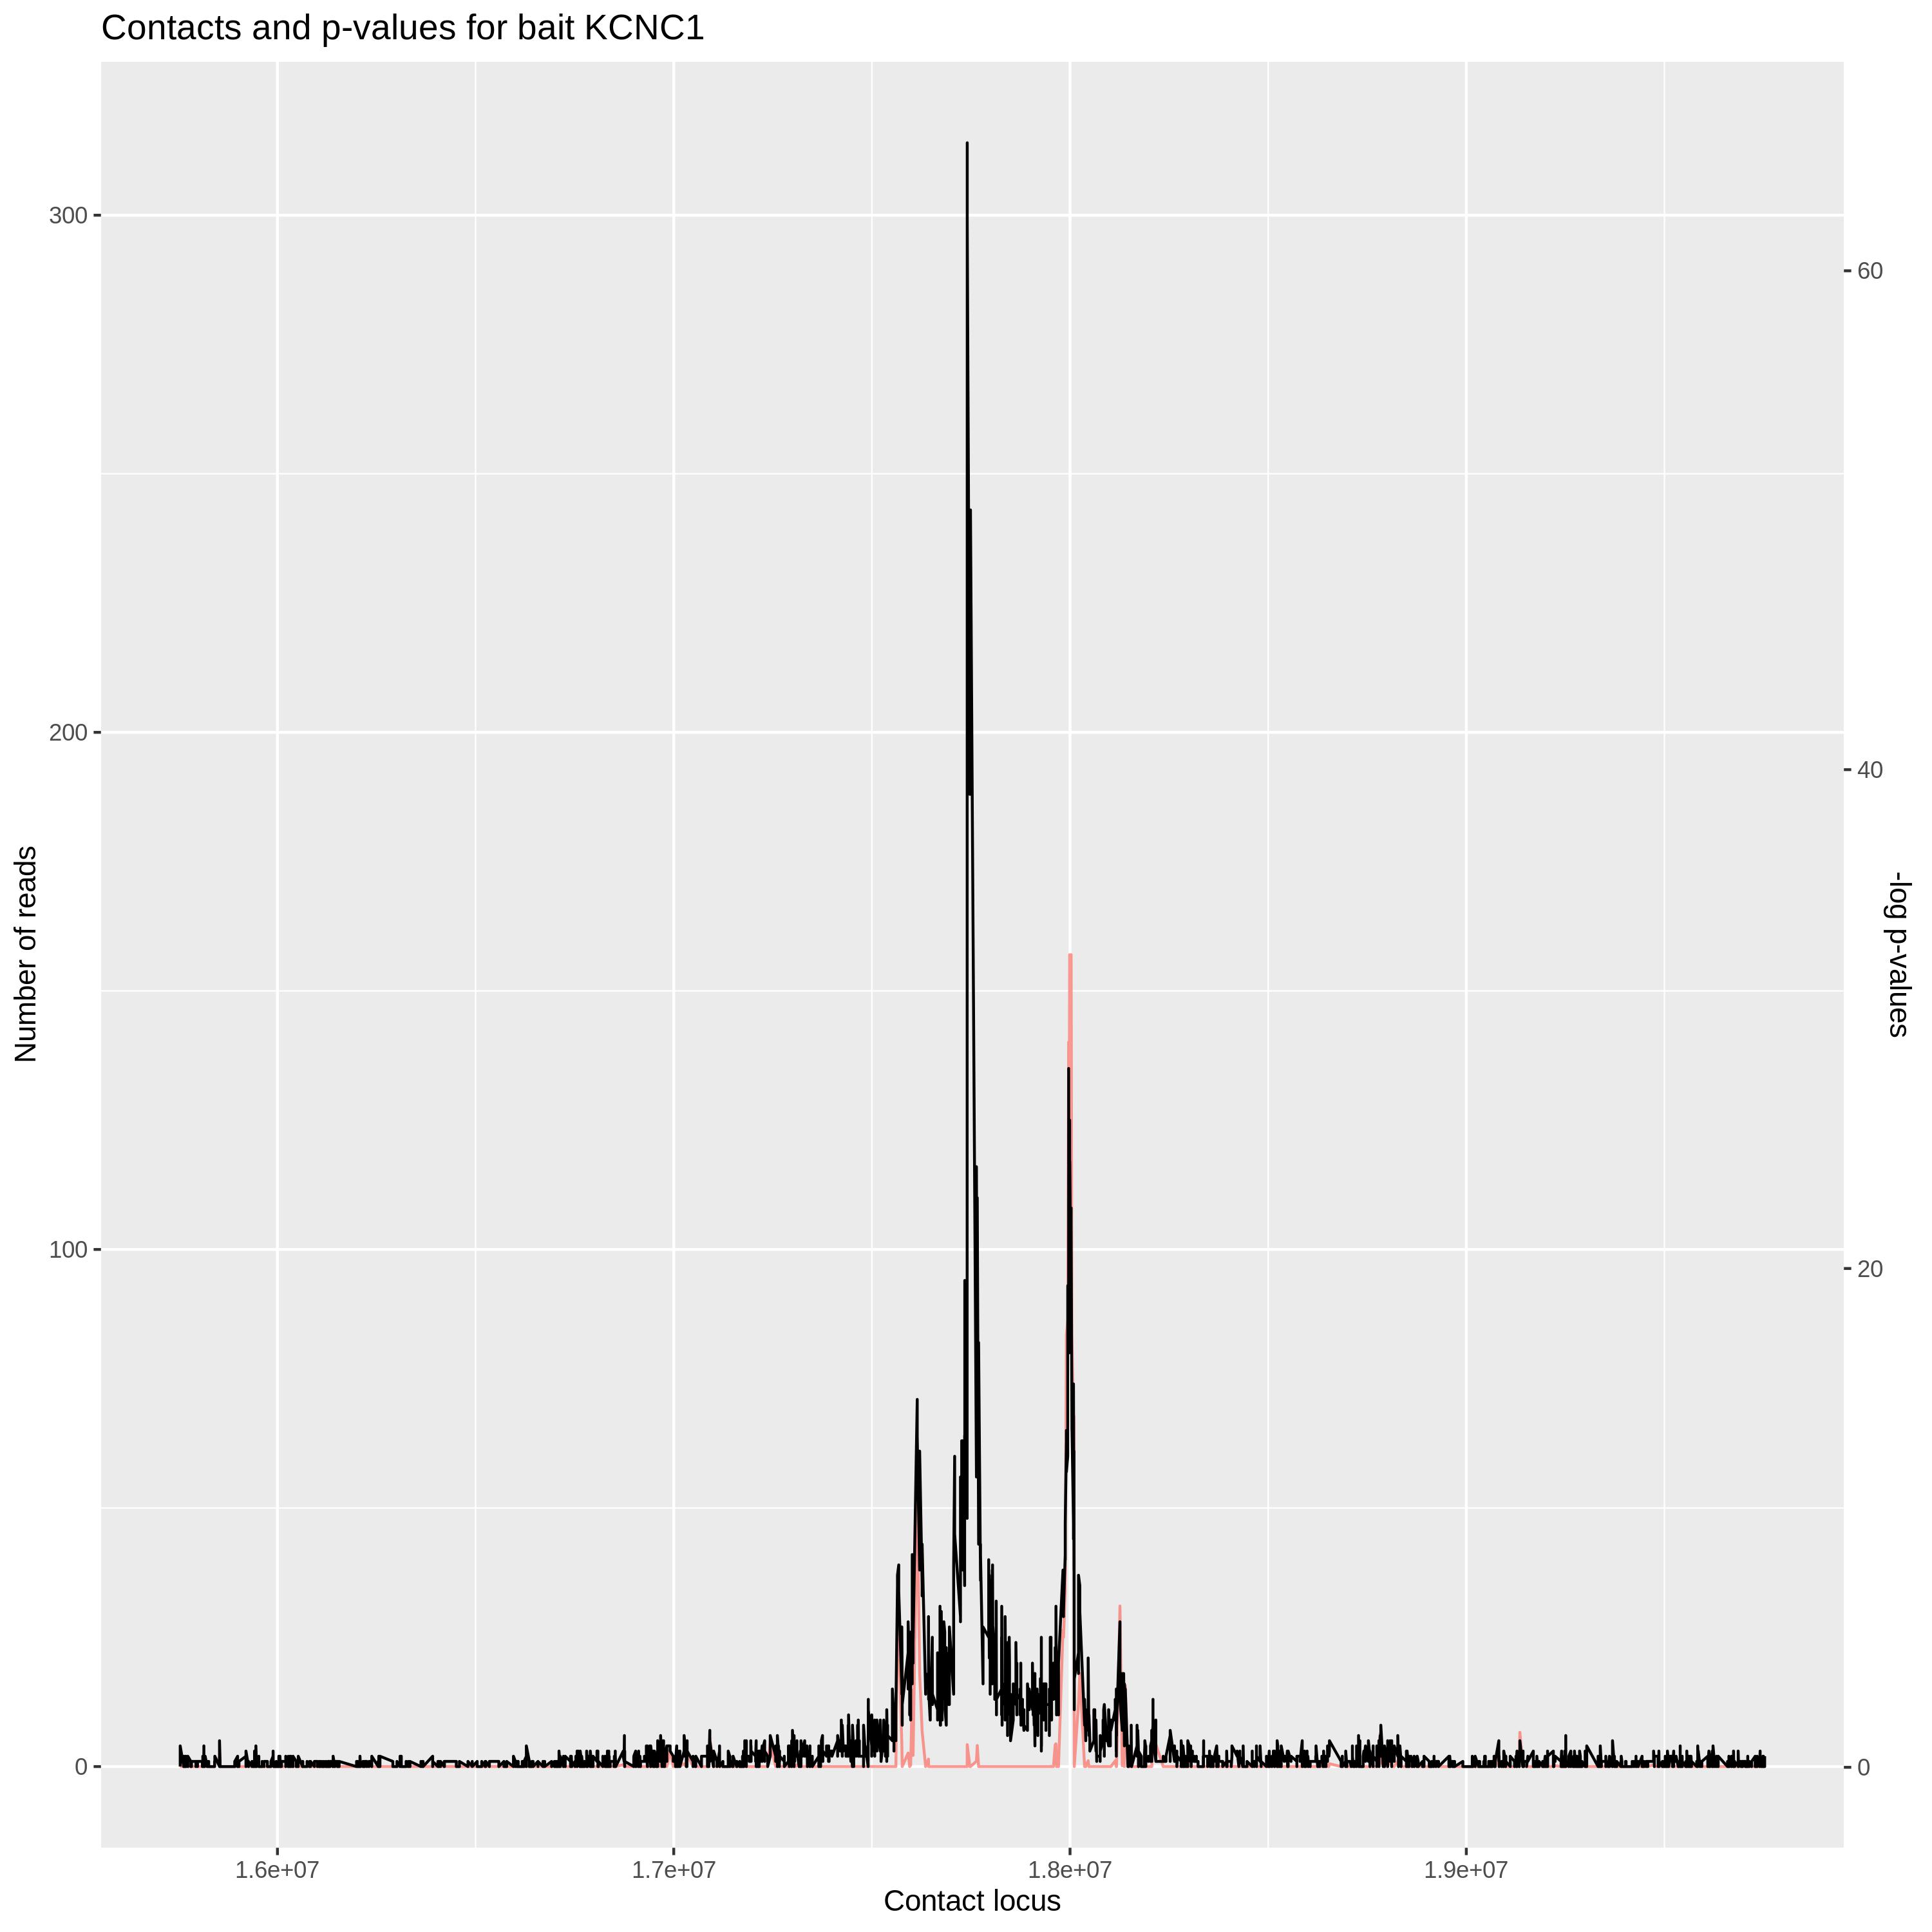 Contacts and p-values for bait KCNC1
300
200
100
0
60
40
20
0
Number of reads
-log p-values
1.6e+07
1.7e+07
1.8e+07
1.9e+07
Contact locus